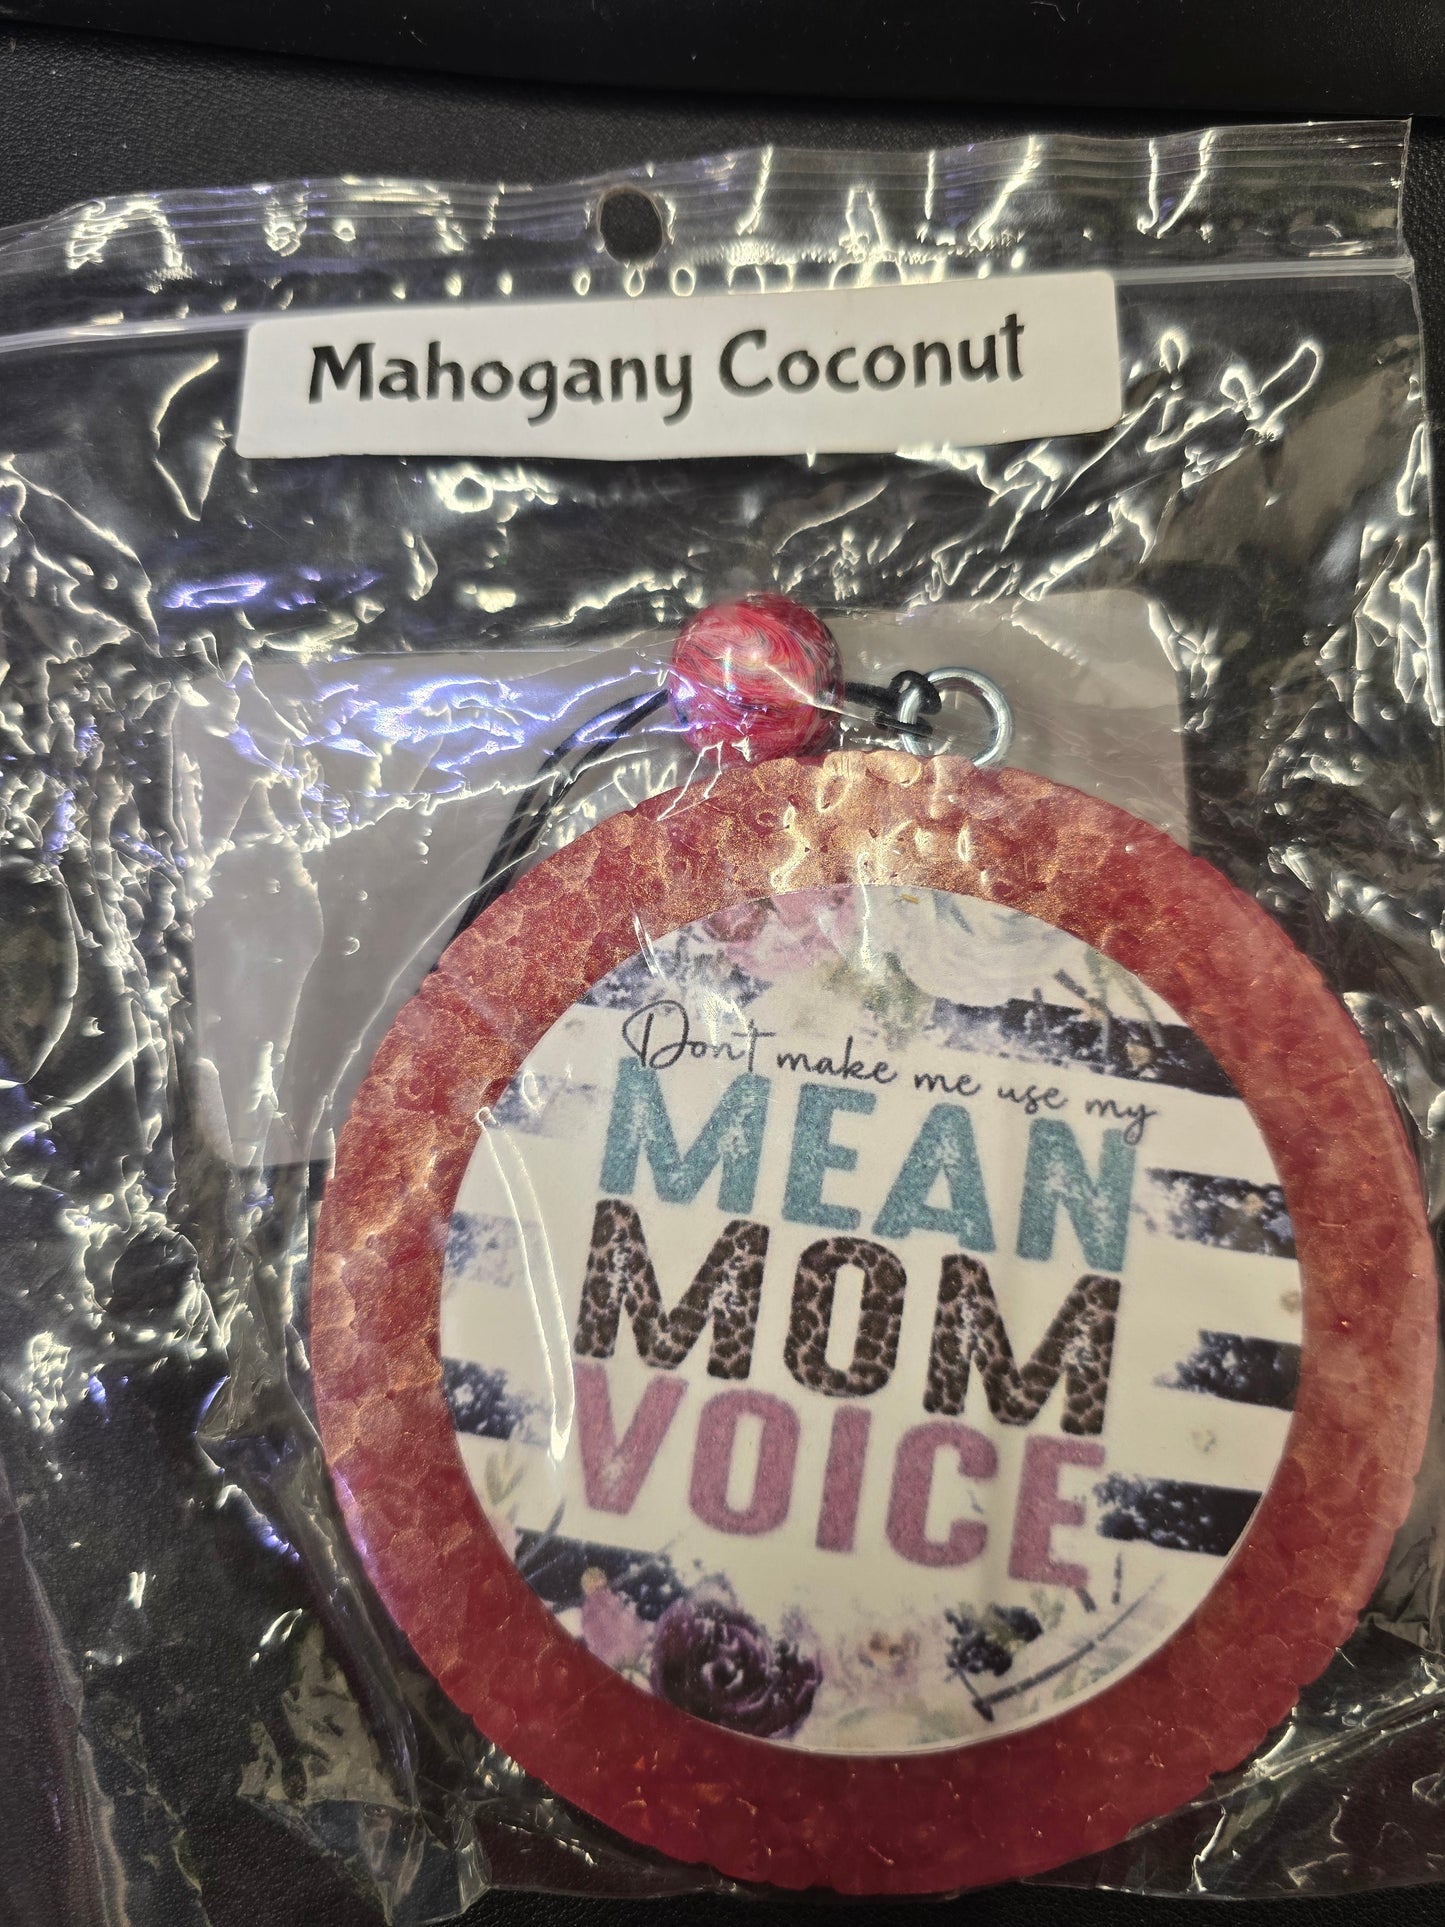 Mahogany Coconut
Don't make me use my
MEAN
MOM
VOICE